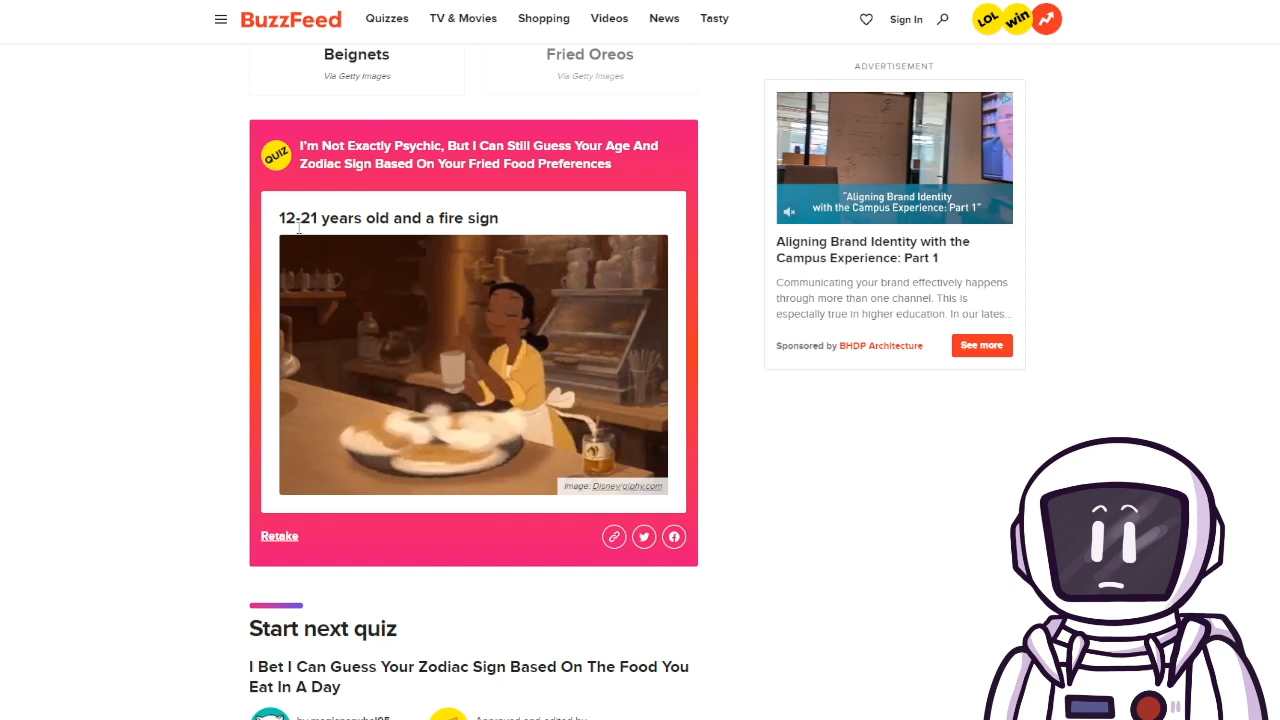 BuzzFeed
Quizzes TV & Movies Shopping Videos News Tasty
Sign In
LOL win
Beignets
Via Getty Images
Fried Oreos
Via Getty Images
QUIZ
I'm Not Exactly Psychic, But I Can Still Guess Your Age And
Zodiac Sign Based On Your Fried Food Preferences
12-21 years old and a fire sign
Image: Disney/giphy.com
Retake
Start next quiz
I Bet I Can Guess Your Zodiac Sign Based On The Food You
Eat In A Day
Approved and edited by
ADVERTISEMENT
"Aligning Brand Identity
with the Campus Experience: Part 1"
Aligning Brand Identity with the
Campus Experience: Part 1
Communicating your brand effectively happens
through more than one channel. This is
especially true in higher education. In our lates...
Sponsored by BHDP Architecture
See more